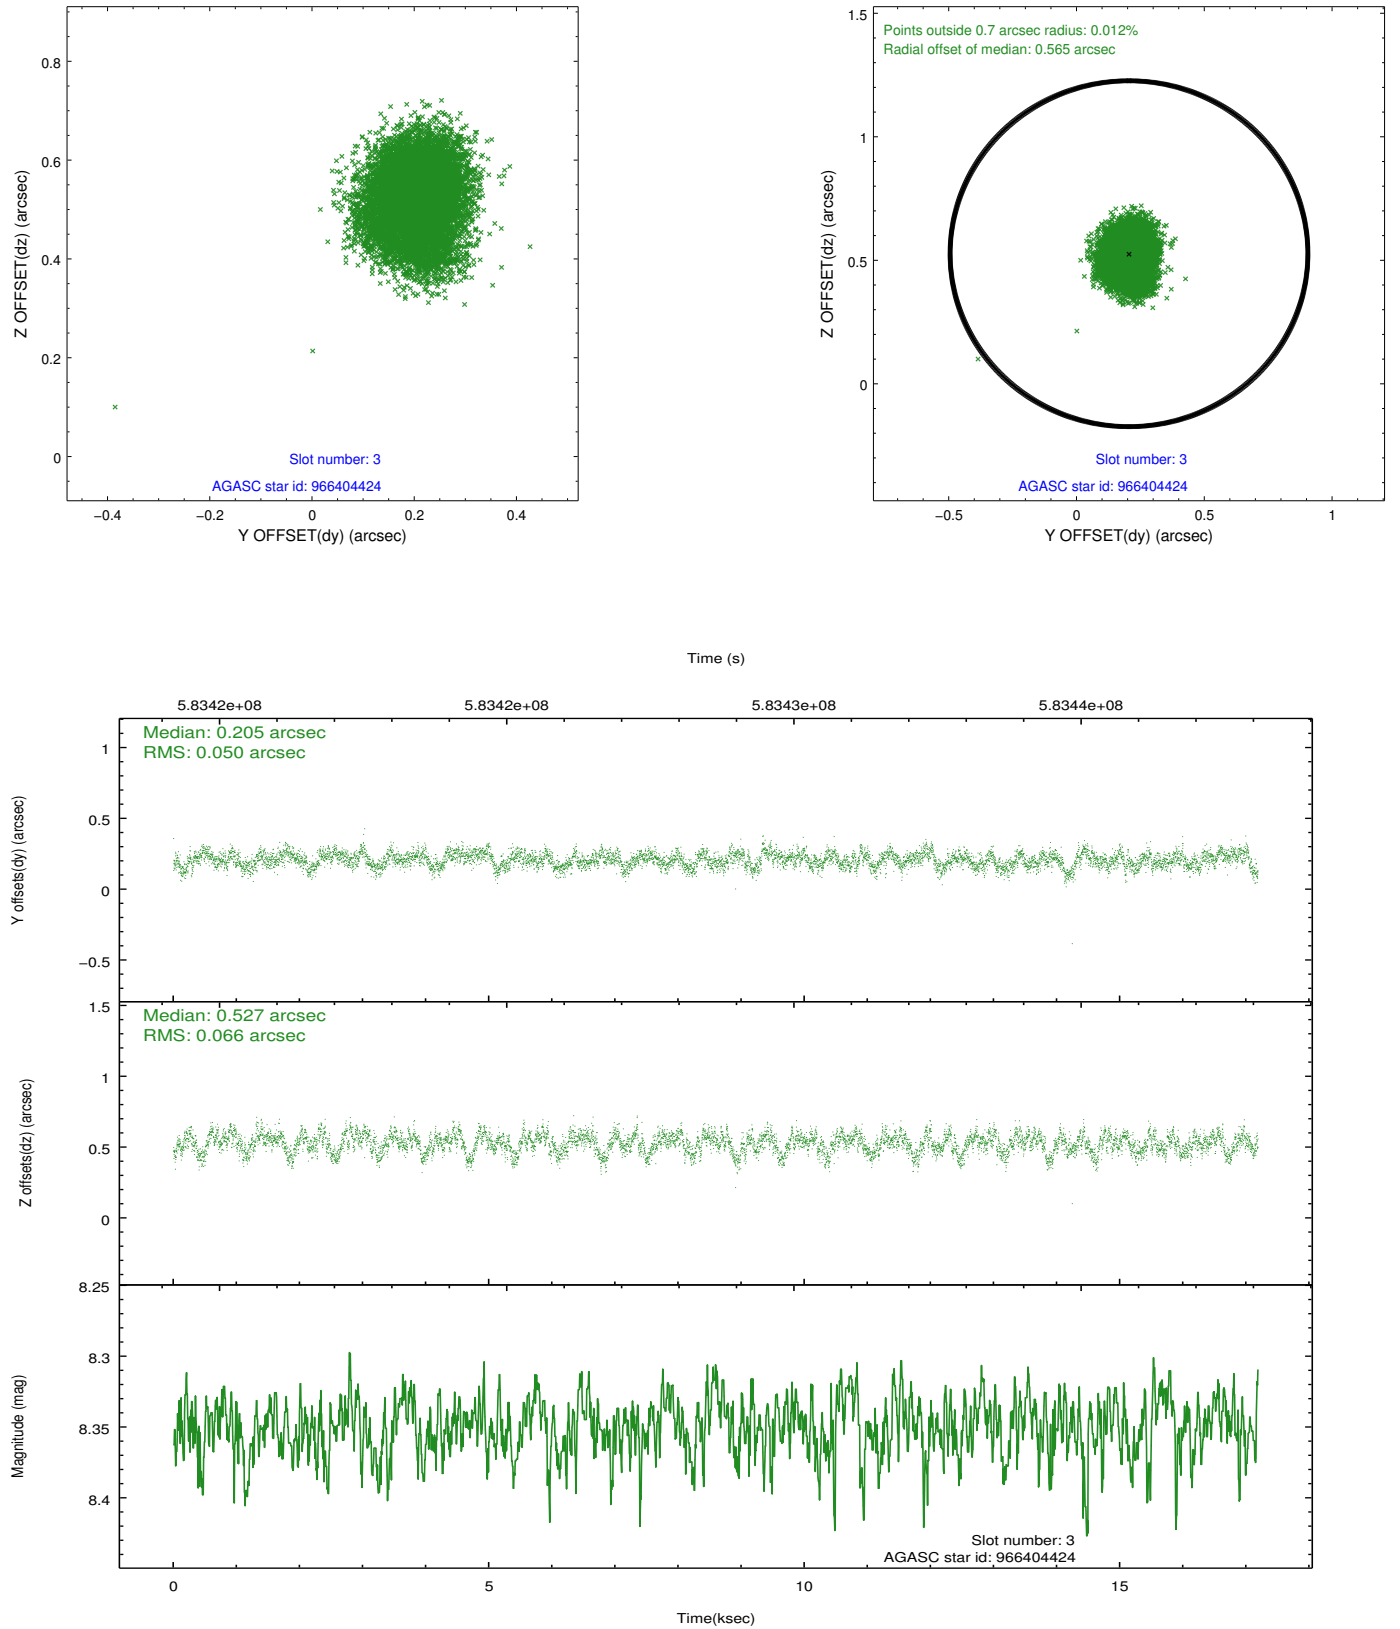 0.8
0.6
0.4
0.2
0
Z OFFSET(dz) (arcsec)
Slot number: 3
AGASC star id: 966404424
−0.4 −0.2 0 0.2 0.4
Y OFFSET(dy) (arcsec)
1.5
1
0.5
0
Z OFFSET(dz) (arcsec)
Points outside 0.7 arcsec radius: 0.012%
Radial offset of median: 0.565 arcsec
Slot number: 3
AGASC star id: 966404424
−0.5 0 0.5 1
Y OFFSET(dy) (arcsec)
Time (s)
5.8342e+08 5.8342e+08 5.8343e+08 5.8344e+08
Median: 0.205 arcsec
RMS: 0.050 arcsec
1
0.5
0
−0.5
Y offsets(dy) (arcsec)
Median: 0.527 arcsec
RMS: 0.066 arcsec
1.5
1
0.5
0
Z offsets(dz) (arcsec)
8.25
8.3
8.35
8.4
Magnitude (mag)
Slot number: 3
AGASC star id: 966404424
0 5 10 15
Time(ksec)